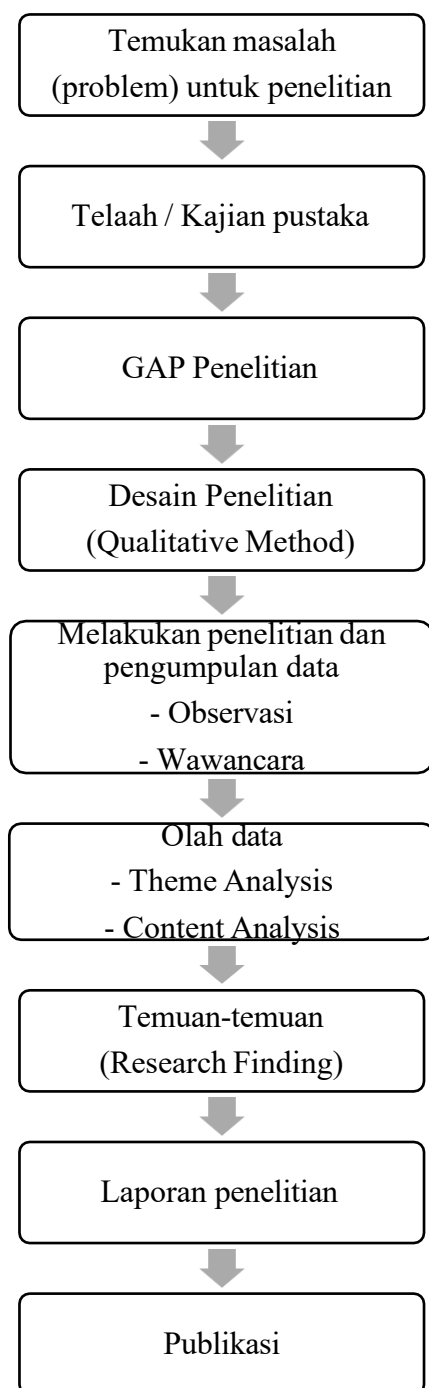 Temukan masalah
(problem) untuk penelitian
Telaah / Kajian pustaka
GAP Penelitian
Desain Penelitian
(Qualitative Method)
Melakukan penelitian dan
pengumpulan data
- Observasi
- Wawancara
Olah data
- Theme Analysis
- Content Analysis
Temuan-temuan
(Research Finding)
Laporan penelitian
Publikasi